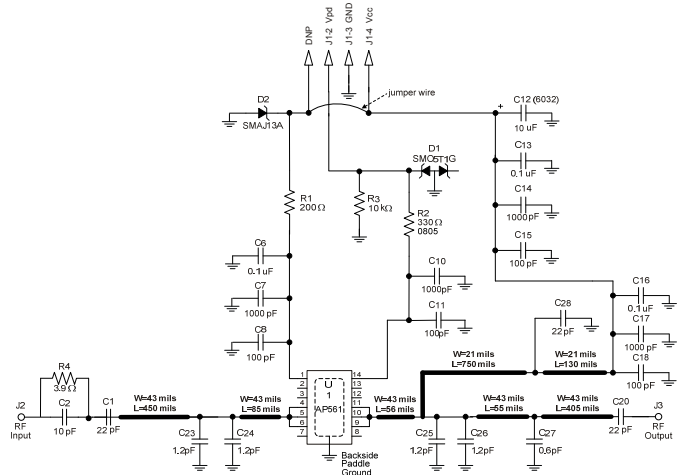 DNP
J1-2 Vpd
J1-3 GND
J1-4 Vcc
jumper wire
D2
SMAJ13A
+
C12 (6032)
10 uF
C13
0.1 uF
D1
SMC5T1G
C14
1000pF
R1
200 Ω
R3
10 kΩ
R2
330 Ω
0805
C15
100 pF
C6
0.1 uF
C10
1000pF
C7
1000 pF
C11
100pF
C16
0.1uF
C28
22 pF
C17
1000 pF
C8
100 pF
W=21 mils
L=750 mils
W=21 mils
L=130 mils
C18
100 pF
R4
3.9 Ω
1
2
3
4
5
6
7
14
13
12
11
10
9
8
U
1
AP561
J2
RF
Input
C2
10 pF
C1
22 pF
W=43 mils
L=450 mils
W=43 mils
L=85 mils
W=43 mils
L=56 mils
W=43 mils
L=55 mils
W=43 mils
L=405 mils
C20
22 pF
J3
RF
Output
C23
1.2pF
C24
1.2pF
C25
1.2pF
C26
1.2pF
C27
0.6pF
Backside
Paddle
Ground